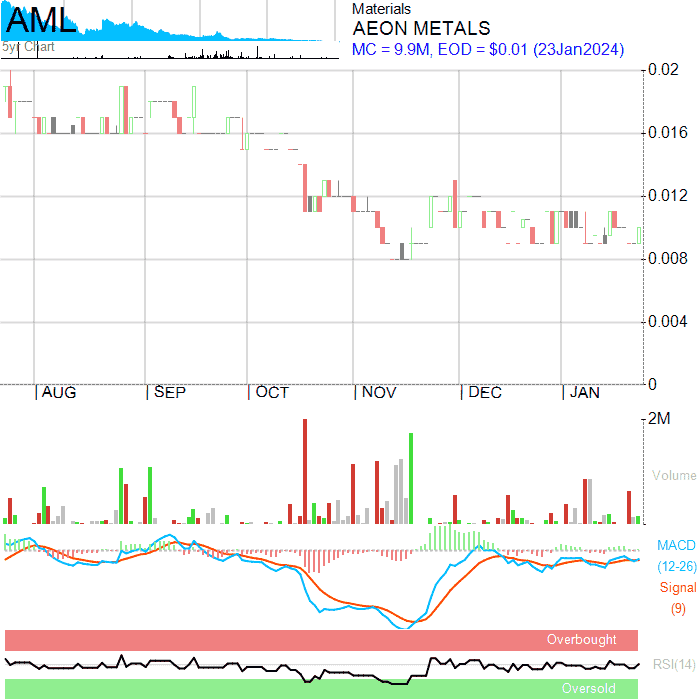 AML
5yr Chart
Materials
AEON METALS
MC = 9.9M, EOD = $0.01 (23Jan2024)
0.02
0.016
0.012
0.008
0.004
0
AUG SEP OCT NOV DEC JAN
2M
Volume
MACD
(12-26)
Signal
(9)
Overbought
RSI(14)
Oversold